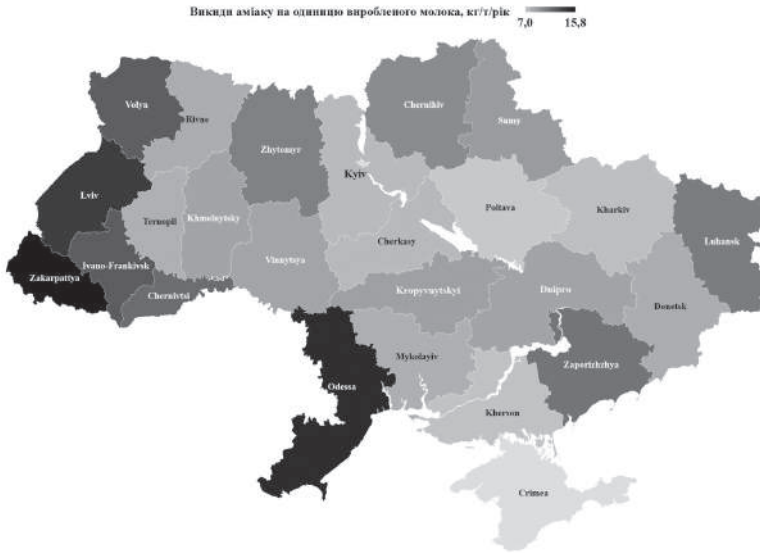 Викиди аміаку на одиницю виробленого молока, кг/т/рік
7,0 15,8
Volya
Rivne
Zhytomyr
Chernihiv
Sumy
Kyiv
Lviv
Ternopil
Khmelnytsky
Poltava
Kharkiv
Luhansk
Cherkasy
Vinnytsya
Zakarpattya
Ivano-Frankivsk
Chernivtsi
Kropyvnytskyi
Dnipro
Donetsk
Mykolayiv
Zaporizhzhya
Odessa
Kherson
Crimea